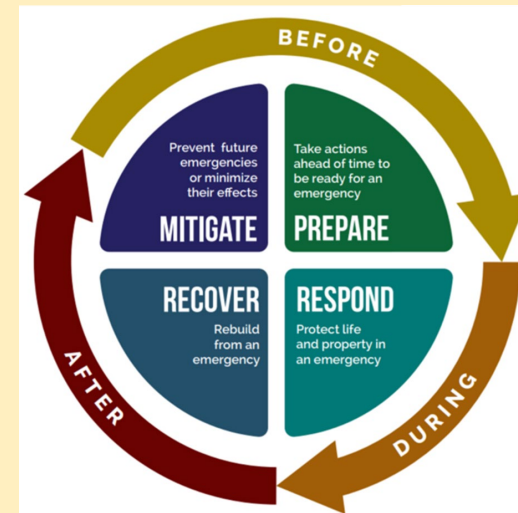 BEFORE
Prevent future
emergencies
or minimize
their effects
MITIGATE
Take actions
ahead of time to
be ready for an
emergency
PREPARE
RECOVER
Rebuild
from an
emergency
RESPOND
Protect life
and property in
an emergency
AFTER
DURING